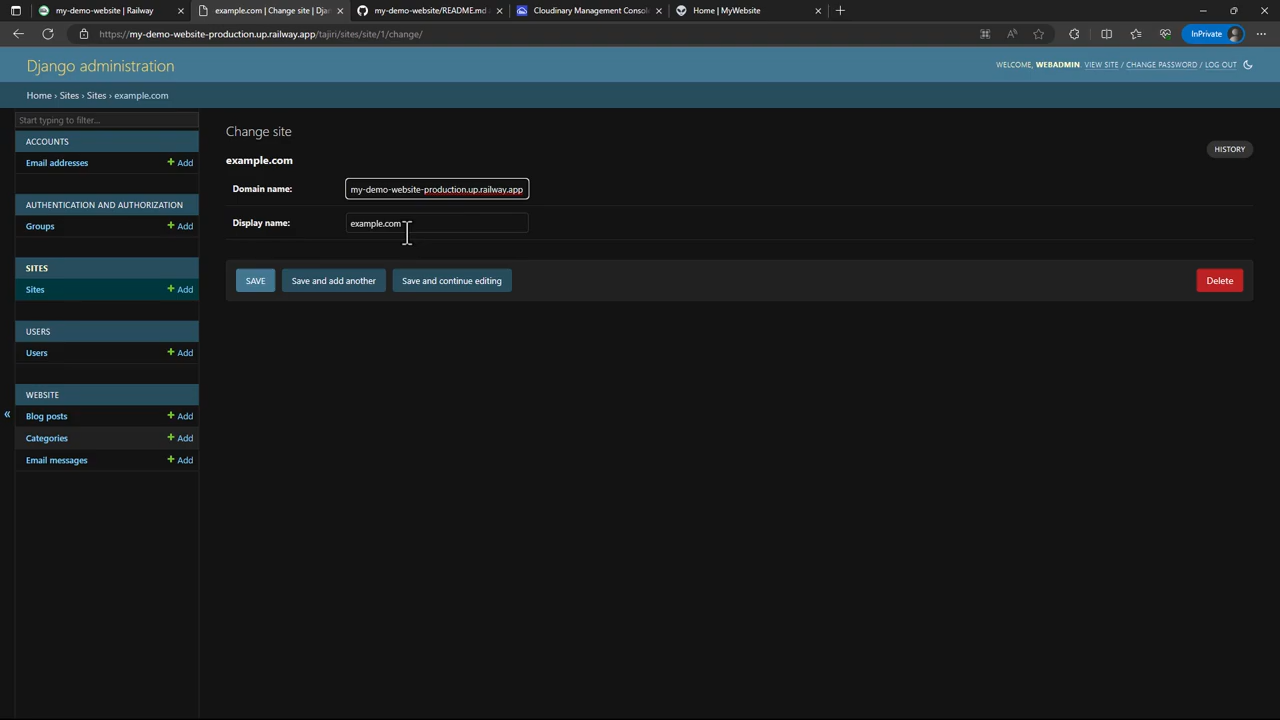 my-demo-website | Railway
example.com | Change site | Djan
my-demo-website/README.md
Cloudinary Management Consol
Home | MyWebsite
https://my-demo-website-production.up.railway.app/tajiri/sites/site/1/change/
InPrivate
Django administration
WELCOME, WEBADMIN. VIEW SITE / CHANGE PASSWORD / LOG OUT
Home › Sites › Sites › example.com
Start typing to filter...
ACCOUNTS
Email addresses + Add
AUTHENTICATION AND AUTHORIZATION
Groups + Add
SITES
Sites + Add
USERS
Users + Add
WEBSITE
Blog posts + Add
Categories + Add
Email messages + Add
«
Change site
HISTORY
example.com
Domain name: my-demo-website-production.up.railway.app
Display name: example.com
SAVE Save and add another Save and continue editing Delete